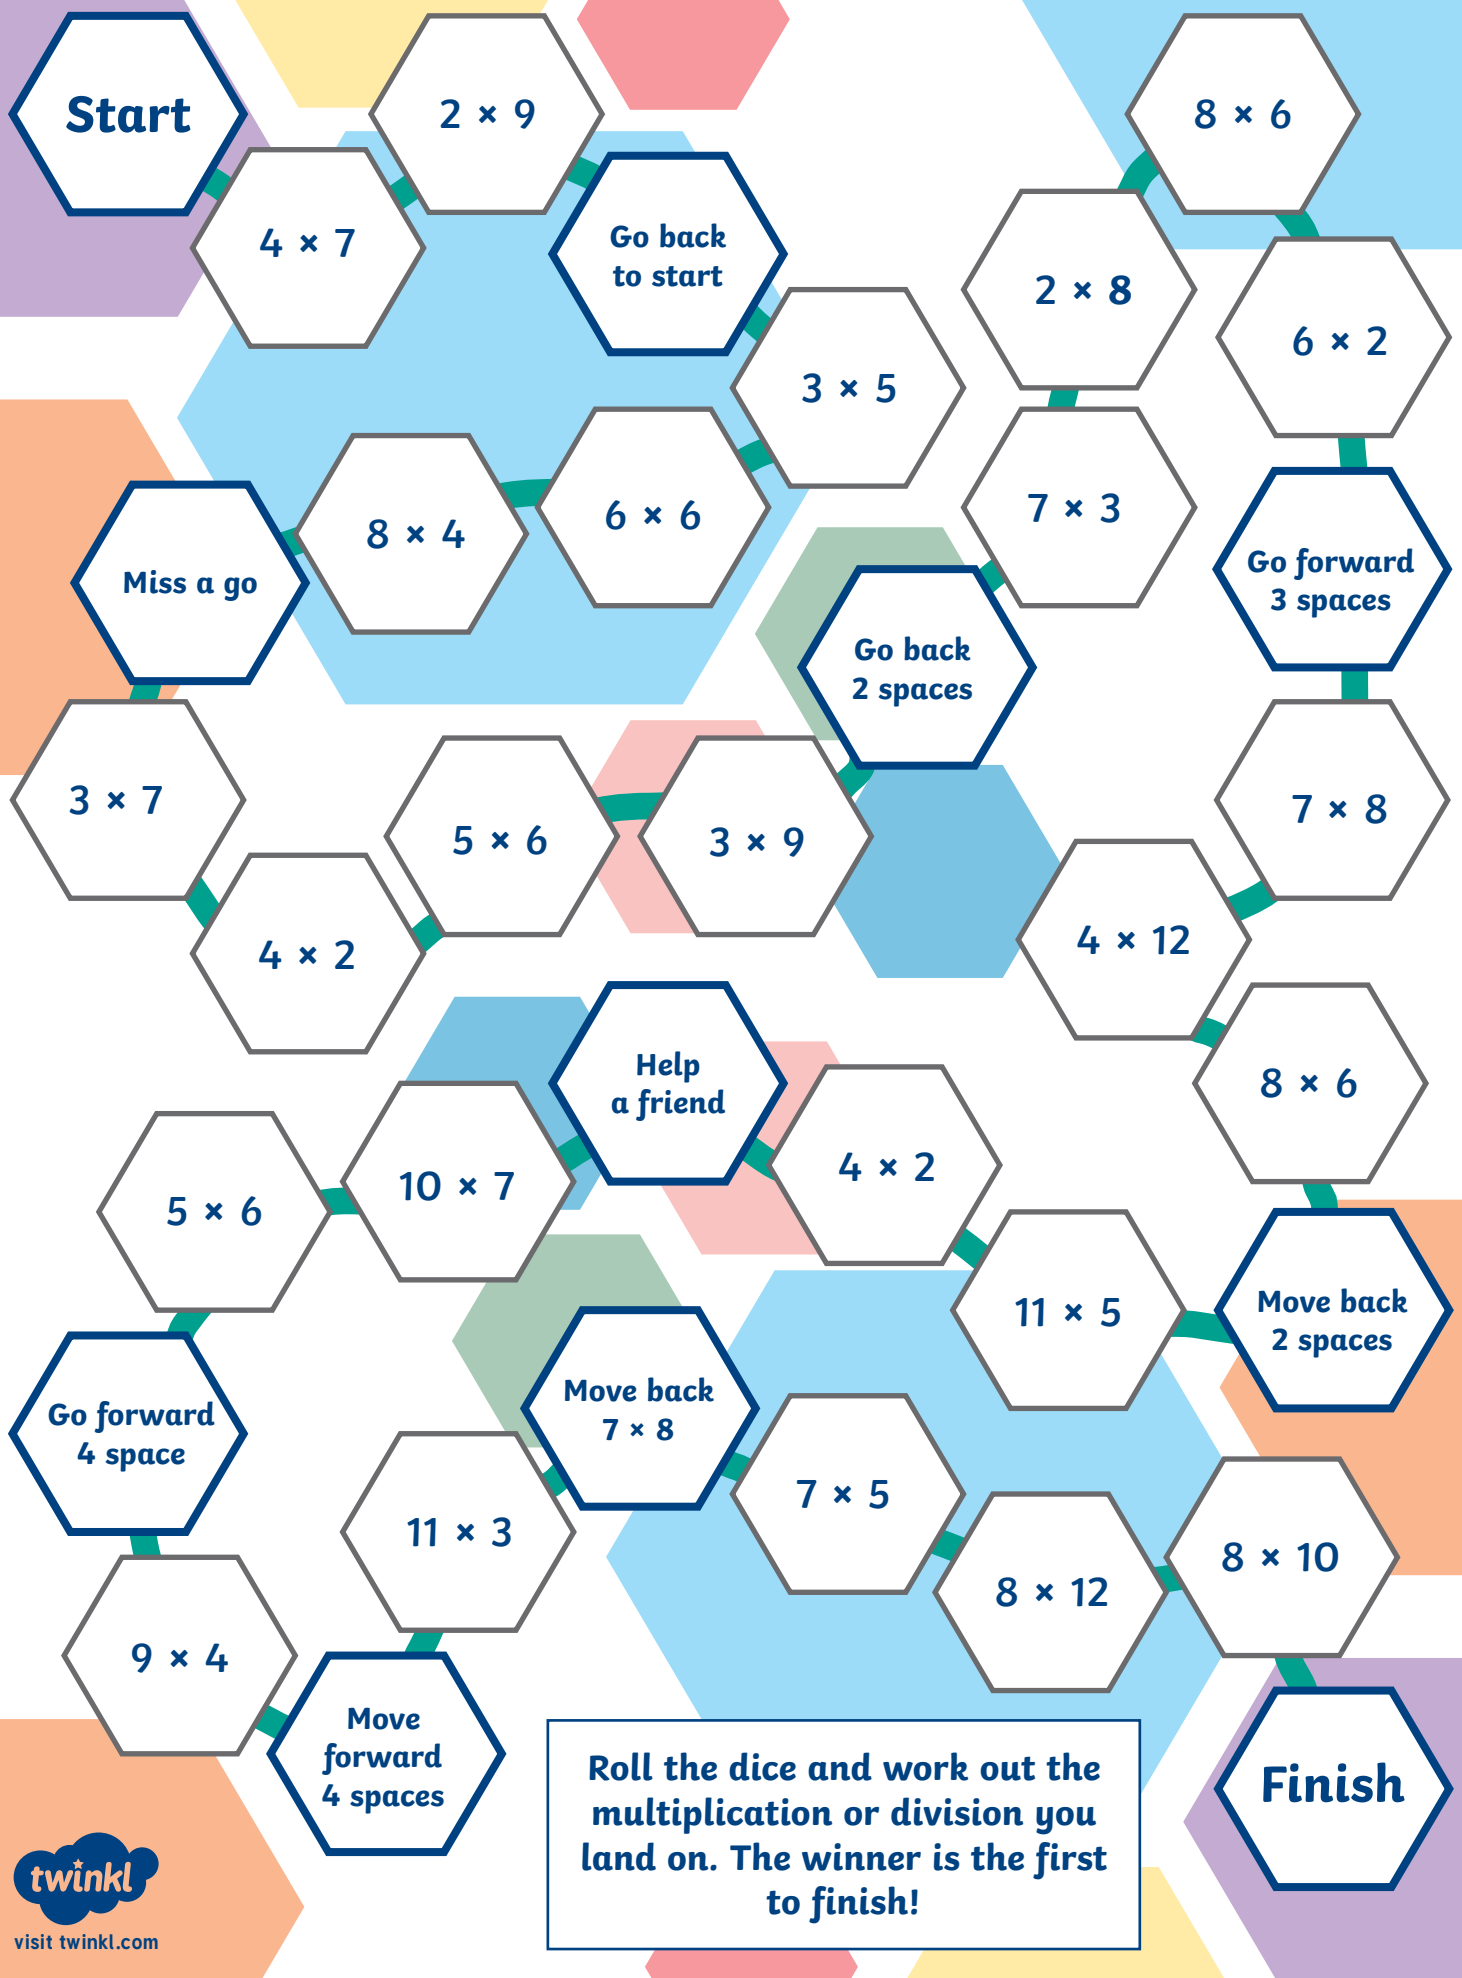 Start
4 × 7
2 × 9
Go back
to start
3 × 5
6 × 6
8 × 4
Miss a go
3 × 7
4 × 2
5 × 6
3 × 9
Go back
2 spaces
7 × 3
2 × 8
8 × 6
6 × 2
Go forward
3 spaces
7 × 8
4 × 12
8 × 6
Move back
2 spaces
11 × 5
4 × 2
Help
a friend
10 × 7
5 × 6
Go forward
4 space
9 × 4
Move
forward
4 spaces
11 × 3
Move back
7 × 8
7 × 5
8 × 12
8 × 10
Finish
Roll the dice and work out the
multiplication or division you
land on. The winner is the first
to finish!
twinkl
visit twinkl.com